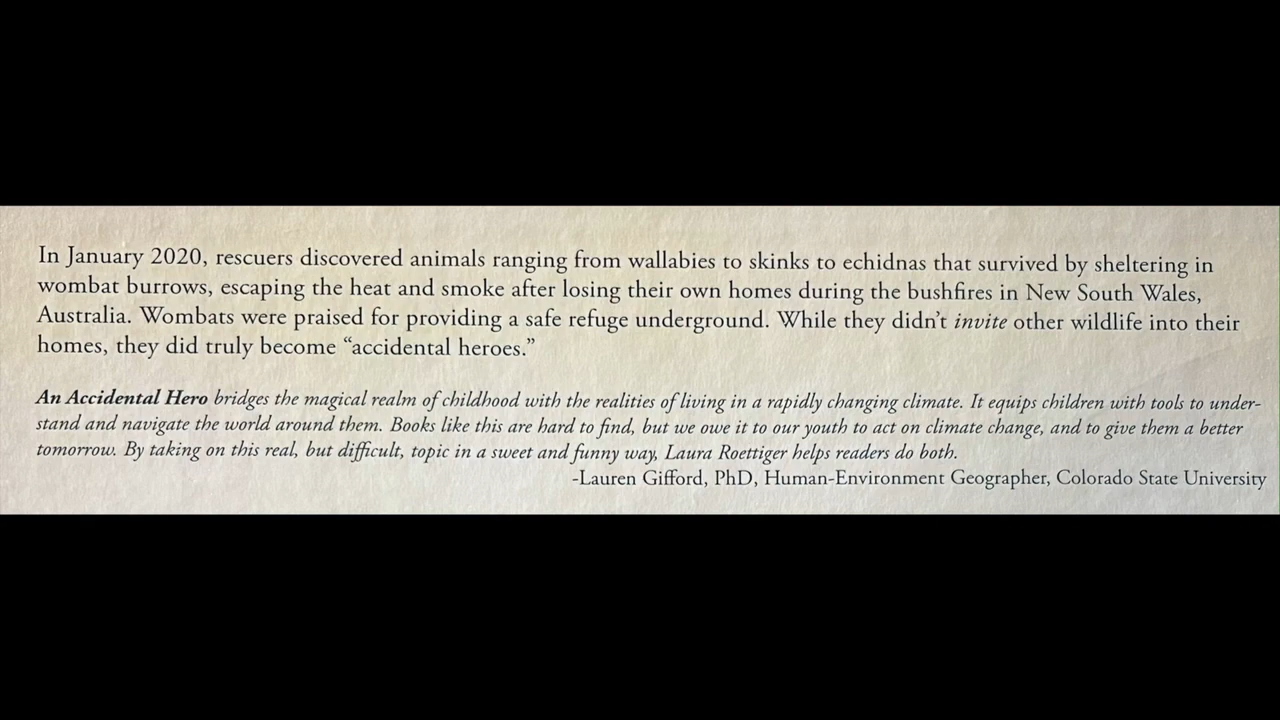 In January 2020, rescuers discovered animals ranging from wallabies to skinks to echidnas that survived by sheltering in
wombat burrows, escaping the heat and smoke after losing their own homes during the bushfires in New South Wales,
Australia. Wombats were praised for providing a safe refuge underground. While they didn’t invite other wildlife into their
homes, they did truly become “accidental heroes.”
An Accidental Hero bridges the magical realm of childhood with the realities of living in a rapidly changing climate. It equips children with tools to under-
stand and navigate the world around them. Books like this are hard to find, but we owe it to our youth to act on climate change, and to give them a better
tomorrow. By taking on this real, but difficult, topic in a sweet and funny way, Laura Roettiger helps readers do both.
-Lauren Gifford, PhD, Human-Environment Geographer, Colorado State University